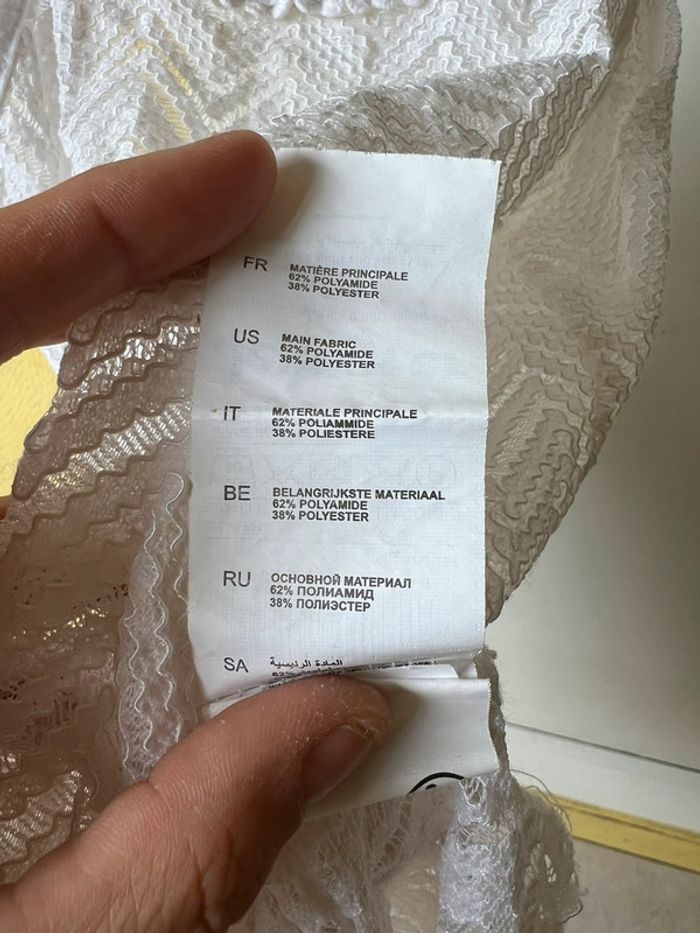 FR
MATIÈRE PRINCIPALE
62% POLYAMIDE
38% POLYESTER
US
MAIN FABRIC
62% POLYAMIDE
38% POLYESTER
IT
MATERIALE PRINCIPALE
62% POLIAMMIDE
38% POLIESTERE
BE
BELANGRIJKSTE MATERIAAL
62% POLYAMIDE
38% POLYESTER
RU
ОСНОВНОЙ МАТЕРИАЛ
62% ПОЛИАМИД
38% ПОЛИЭСТЕР
SA
المادة الرئيسية
62%